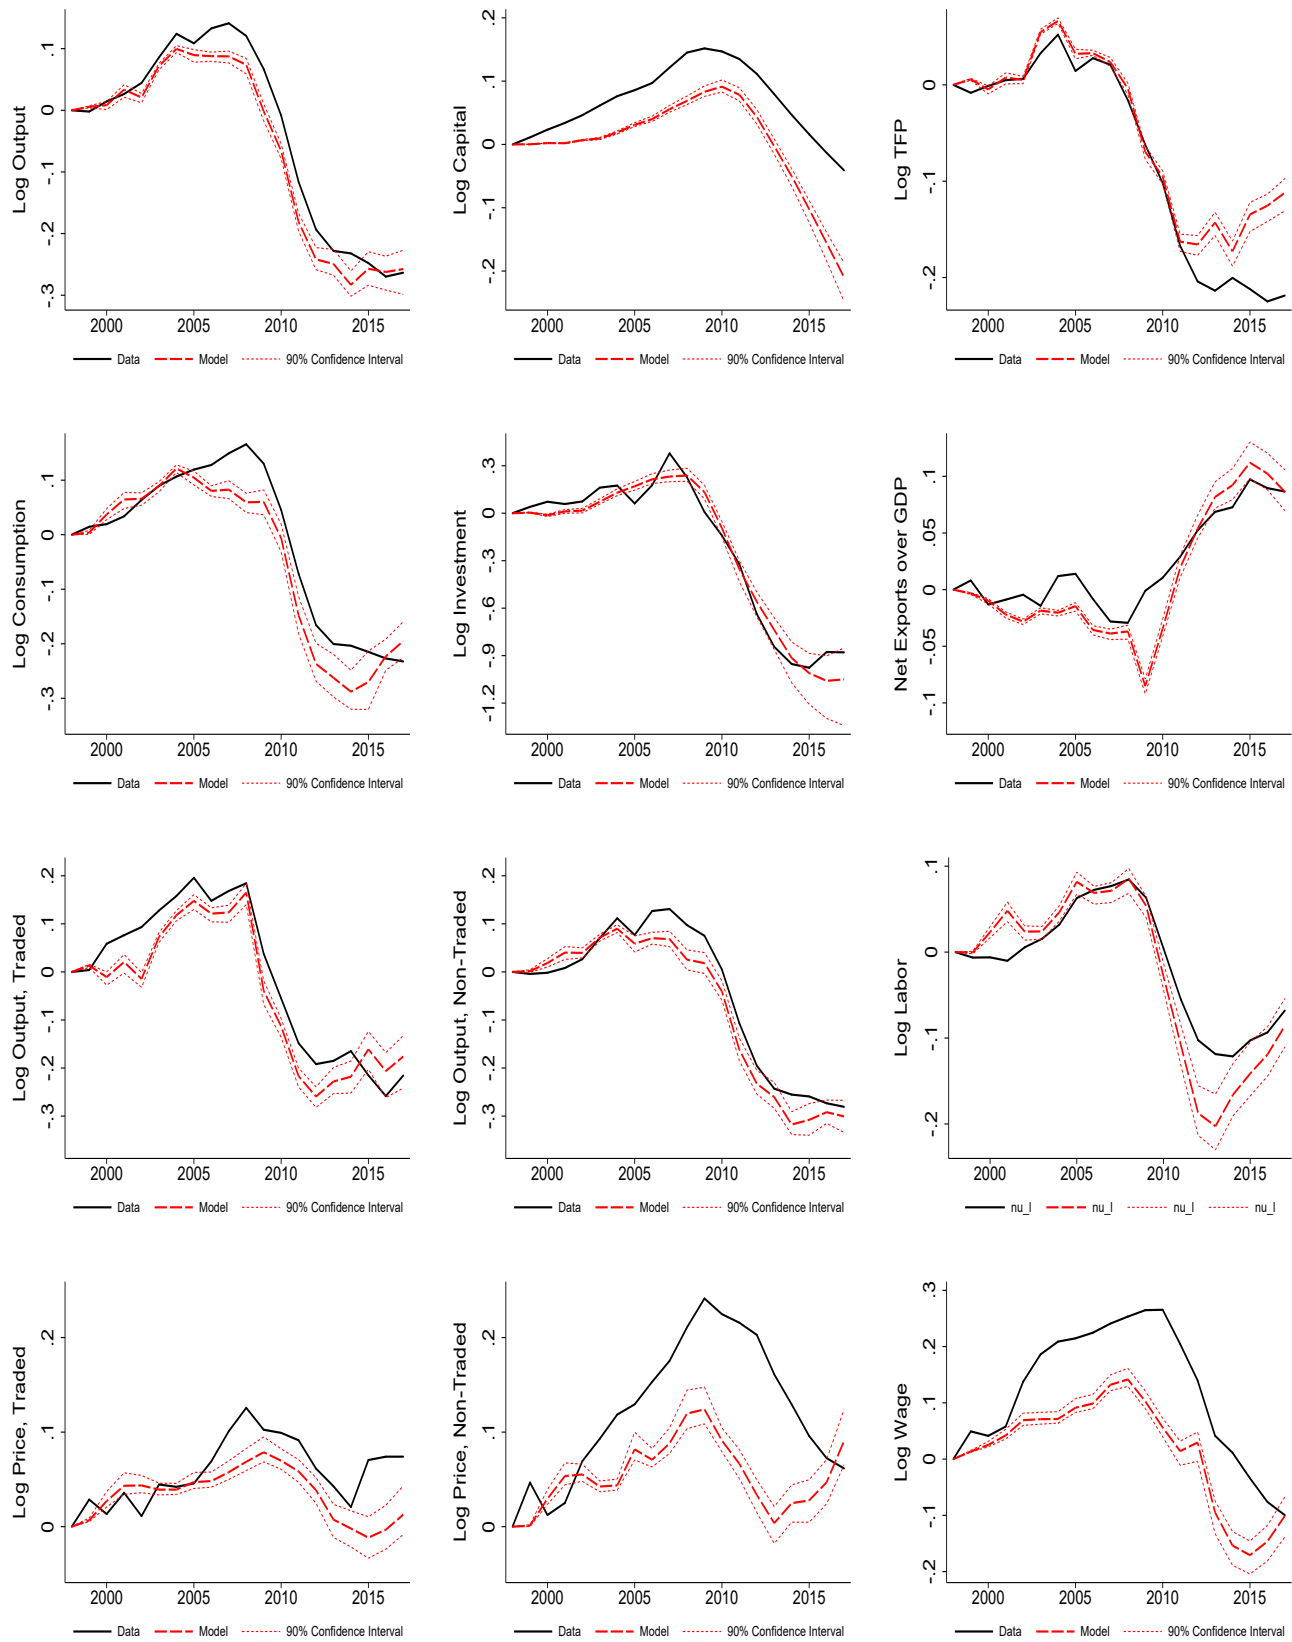 Log Output
.1
0
-.1
-.2
-.3
2000 2005 2010 2015
Data Model 90% Confidence Interval
Log Capital
.2
.1
0
-.1
-.2
2000 2005 2010 2015
Data Model 90% Confidence Interval
Log TFP
0
-.1
-.2
2000 2005 2010 2015
Data Model 90% Confidence Interval
Log Consumption
.1
0
-.1
-.2
-.3
2000 2005 2010 2015
Data Model 90% Confidence Interval
Log Investment
.3
0
-.3
-.6
-.9
-1.2
2000 2005 2010 2015
Data Model 90% Confidence Interval
Net Exports over GDP
.1
.05
0
-.05
-.1
2000 2005 2010 2015
Data Model 90% Confidence Interval
Log Output, Traded
.2
.1
0
-.1
-.2
-.3
2000 2005 2010 2015
Data Model 90% Confidence Interval
Log Output, Non-Traded
.2
.1
0
-.1
-.2
-.3
2000 2005 2010 2015
Data Model 90% Confidence Interval
Log Labor
.1
0
-.1
-.2
2000 2005 2010 2015
nu_l nu_l nu_l nu_l
Log Price, Traded
.2
.1
0
2000 2005 2010 2015
Data Model 90% Confidence Interval
Log Price, Non-Traded
.2
.1
0
2000 2005 2010 2015
Data Model 90% Confidence Interval
Log Wage
.3
.2
.1
0
-.1
-.2
2000 2005 2010 2015
Data Model 90% Confidence Interval